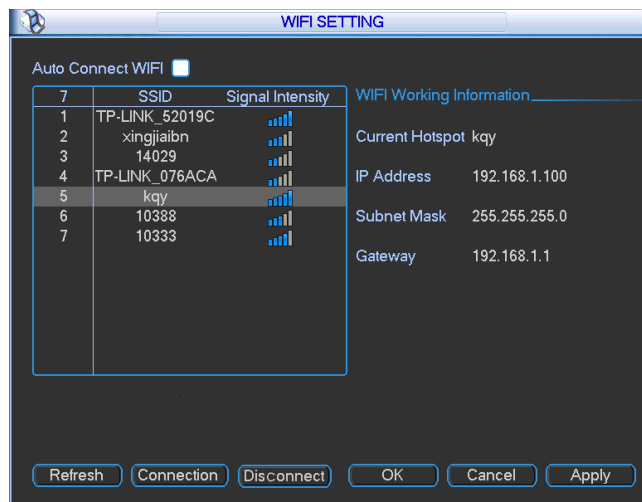 WIFI SETTING
Auto Connect WIFI
7 SSID Signal Intensity
1 TP-LINK_52019C
2 xingjiaibn
3 14029
4 TP-LINK_076ACA
5 kqy
6 10388
7 10333
WIFI Working Information
Current Hotspot kqy
IP Address 192.168.1.100
Subnet Mask 255.255.255.0
Gateway 192.168.1.1
Refresh Connection Disconnect OK Cancel Apply